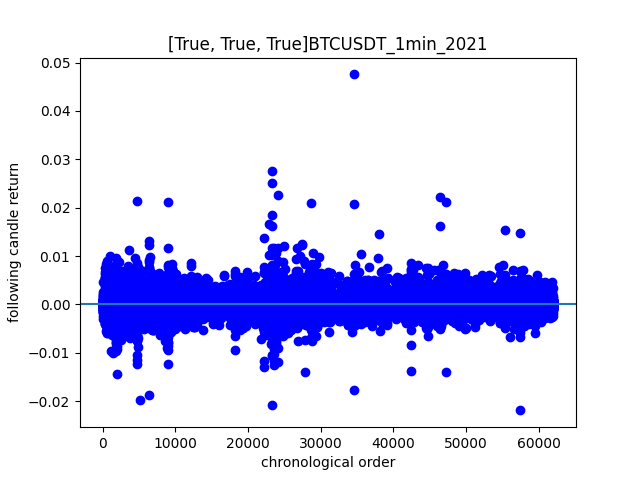 [True, True, True]BTCUSDT_1min_2021
0.05
0.04
0.03
0.02
0.01
0.00
−0.01
−0.02
following candle return
0 10000 20000 30000 40000 50000 60000
chronological order